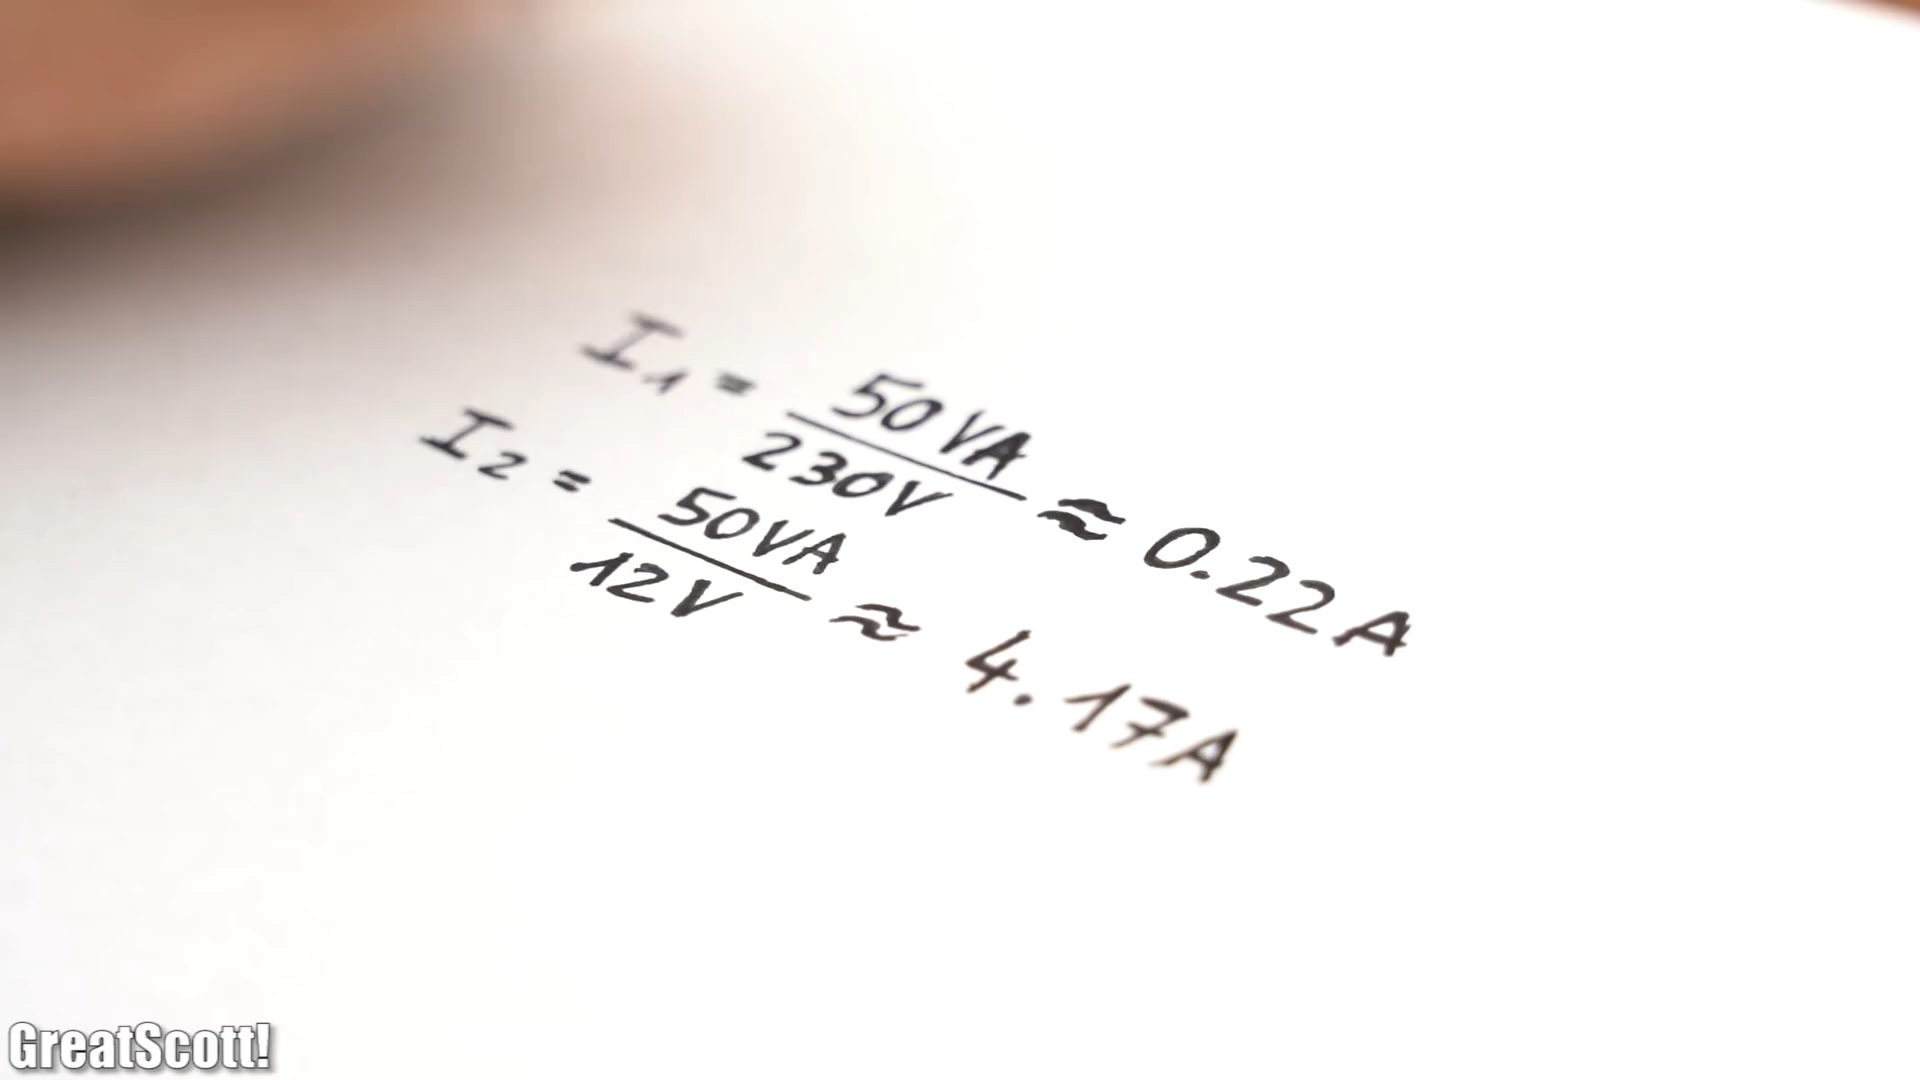 I₁ = 50VA / 230V ≈ 0.22A
I₂ = 50VA / 12V ≈ 4.17A
GreatScott!